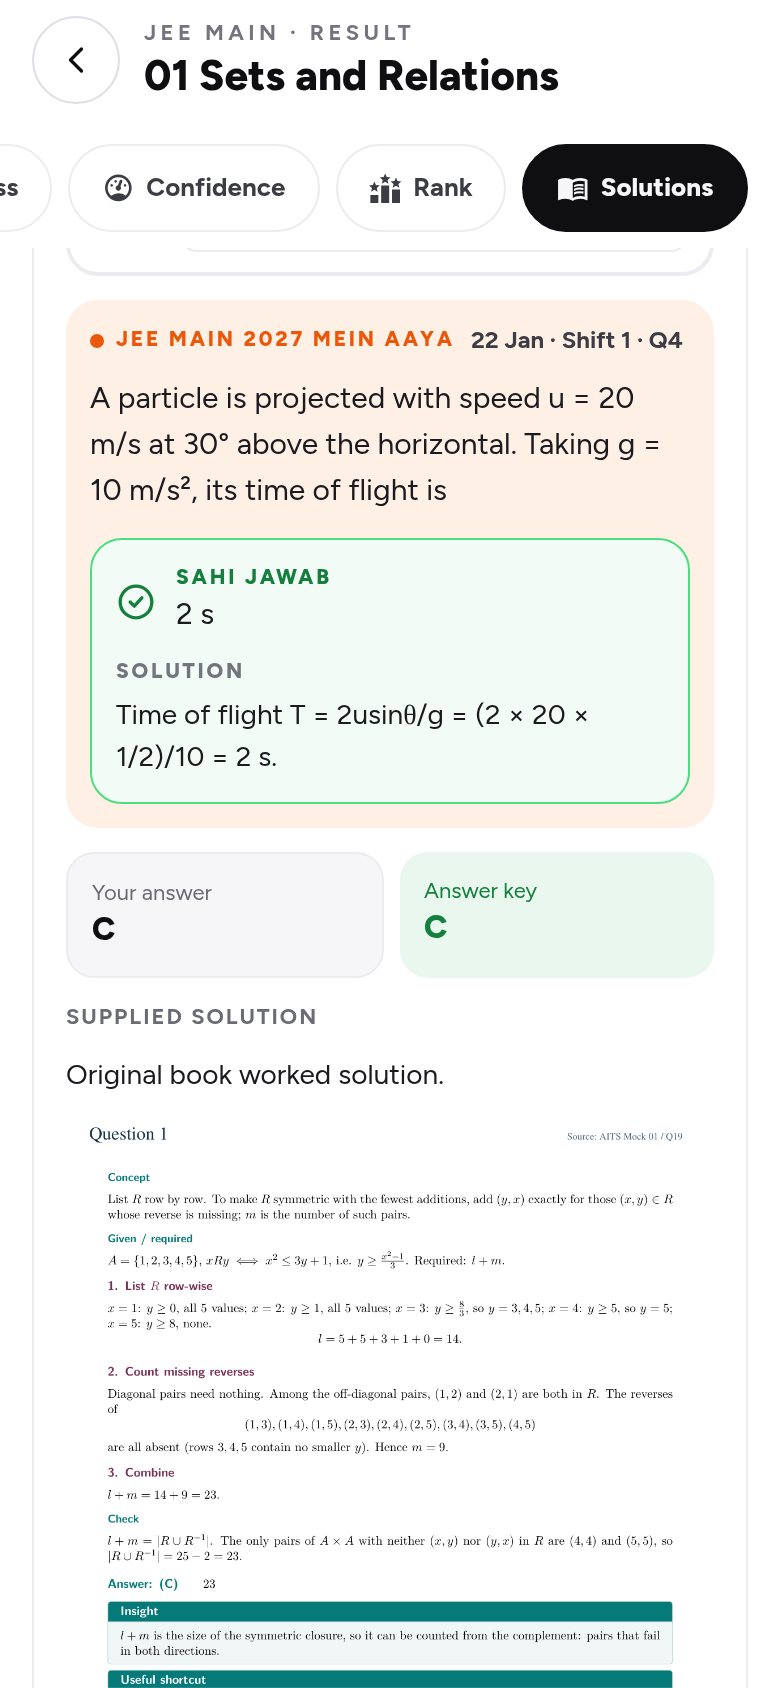 JEE MAIN · RESULT
01 Sets and Relations
ss
Confidence
Rank
Solutions
JEE MAIN 2027 MEIN AAYA
22 Jan · Shift 1 · Q4
A particle is projected with speed u = 20
m/s at 30° above the horizontal. Taking g =
10 m/s², its time of flight is
SAHI JAWAB
2 s
SOLUTION
Time of flight T = 2usinθ/g = (2 × 20 ×
1/2)/10 = 2 s.
Your answer
C
Answer key
C
SUPPLIED SOLUTION
Original book worked solution.
Question 1
Source: AITS Mock 01 / Q19
Concept
List R row by row. To make R symmetric with the fewest additions, add (y, x) exactly for those (x, y) ∈ R
whose reverse is missing; m is the number of such pairs.
Given / required
A = {1, 2, 3, 4, 5}, xRy ⟺ x² ≤ 3y + 1, i.e. y ≥ (x²−1)/3. Required: l + m.
1. List R row-wise
x = 1: y ≥ 0, all 5 values; x = 2: y ≥ 1, all 5 values; x = 3: y ≥ 8/3, so y = 3, 4, 5; x = 4: y ≥ 5, so y = 5;
x = 5: y ≥ 8, none.
l = 5 + 5 + 3 + 1 + 0 = 14.
2. Count missing reverses
Diagonal pairs need nothing. Among the off-diagonal pairs, (1, 2) and (2, 1) are both in R. The reverses
of
(1, 3), (1, 4), (1, 5), (2, 3), (2, 4), (2, 5), (3, 4), (3, 5), (4, 5)
are all absent (rows 3, 4, 5 contain no smaller y). Hence m = 9.
3. Combine
l + m = 14 + 9 = 23.
Check
l + m = |R ∪ R⁻¹|. The only pairs of A × A with neither (x, y) nor (y, x) in R are (4, 4) and (5, 5), so
|R ∪ R⁻¹| = 25 − 2 = 23.
Answer: (C) 23
Insight
l + m is the size of the symmetric closure, so it can be counted from the complement: pairs that fail
in both directions.
Useful shortcut